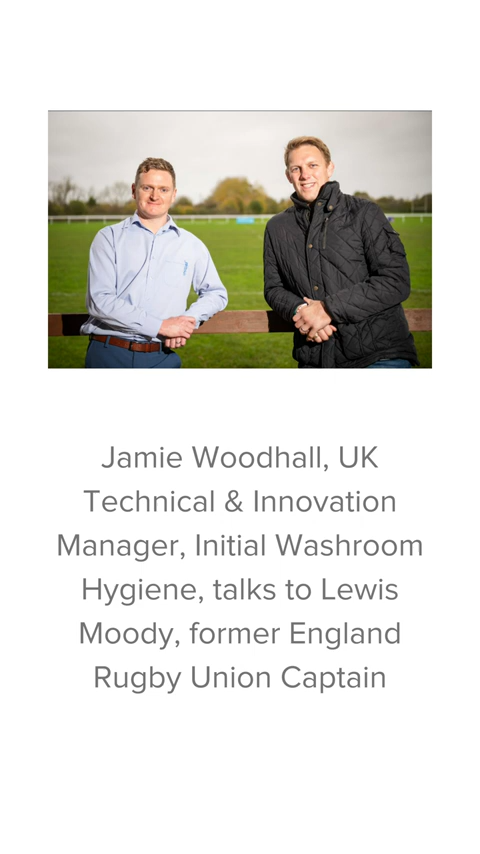 Jamie Woodhall, UK
Technical & Innovation
Manager, Initial Washroom
Hygiene, talks to Lewis
Moody, former England
Rugby Union Captain